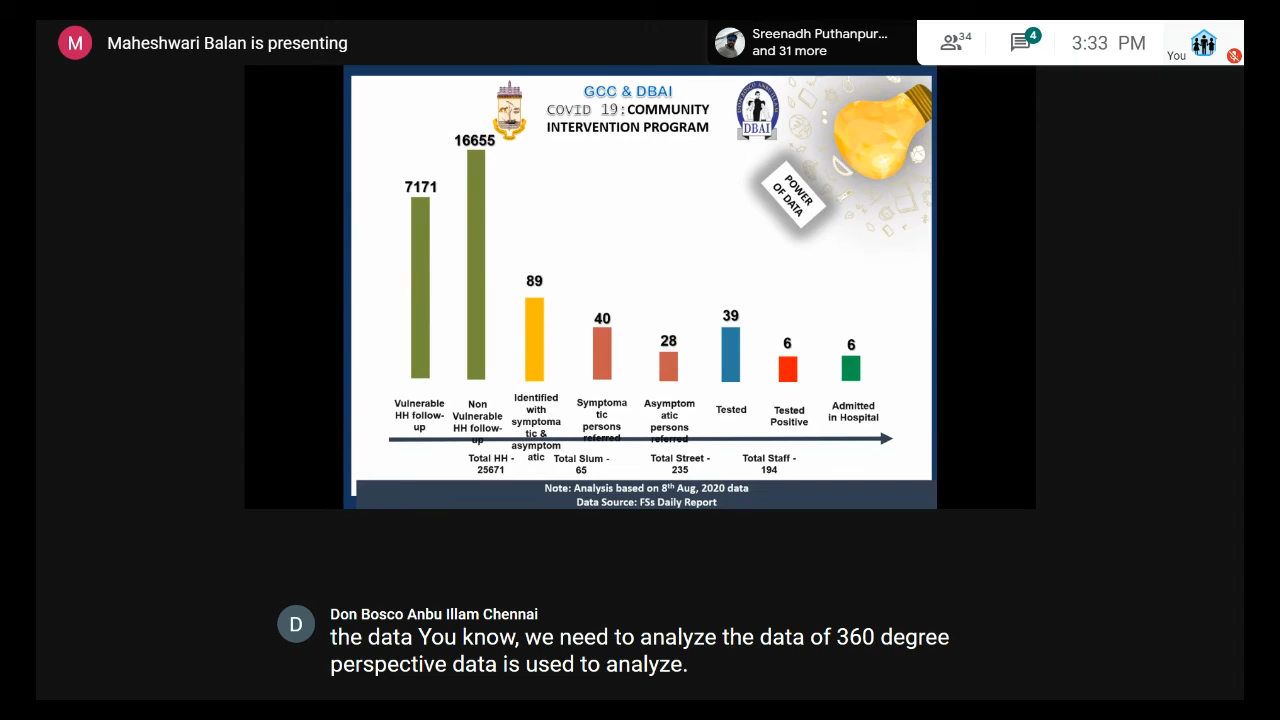 M
Maheshwari Balan is presenting
Sreenadh Puthanpur...
and 31 more
34
4
3:33 PM
You
GCC & DBAI
COVID 19:COMMUNITY
INTERVENTION PROGRAM
DBAI
POWER
OF DATA
7171
16655
89
40
28
39
6
6
Vulnerable
HH follow-
up
Non
Vulnerable
HH follow-
up
Identified
with
symptoma
tic &
asymptom
atic
Symptoma
tic
persons
referred
Asymptom
atic
persons
referred
Tested
Tested
Positive
Admitted
in Hospital
Total HH -
25671
Total Slum -
65
Total Street -
235
Total Staff -
194
Note: Analysis based on 8th Aug, 2020 data
Data Source: FSs Daily Report
D
Don Bosco Anbu Illam Chennai
the data You know, we need to analyze the data of 360 degree
perspective data is used to analyze.